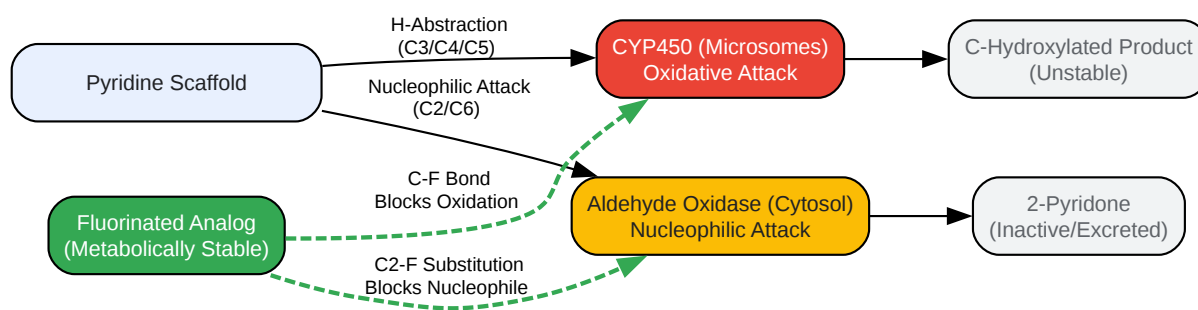 H-Abstraction
(C3/C4/C5)
CYP450 (Microsomes)
Oxidative Attack
C-Hydroxylated Product
(Unstable)
Pyridine Scaffold
Nucleophilic Attack
(C2/C6)
C-F Bond
Blocks Oxidation
Aldehyde Oxidase (Cytosol)
Nucleophilic Attack
2-Pyridone
(Inactive/Excreted)
Fluorinated Analog
(Metabolically Stable)
C2-F Substitution
Blocks Nucleophile